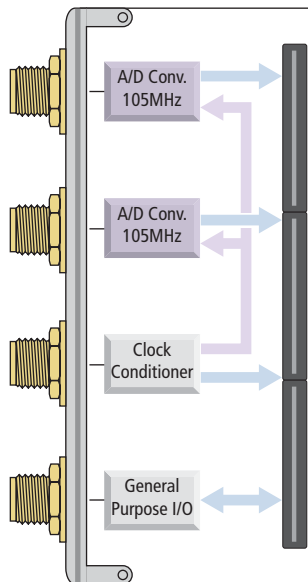 A/D Conv.
105MHz
A/D Conv.
105MHz
Clock
Conditioner
General
Purpose I/O